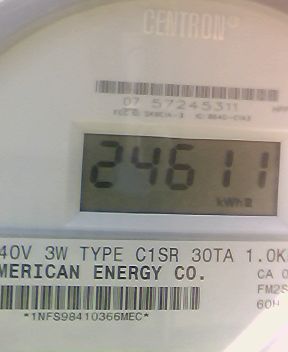 CENTRON®
07 57245311
24611
kWh
40V 3W TYPE C1SR 30TA 1.0K
MERICAN ENERGY CO.
CA 0
FM2S
60H
*1NFS98410366MEC*